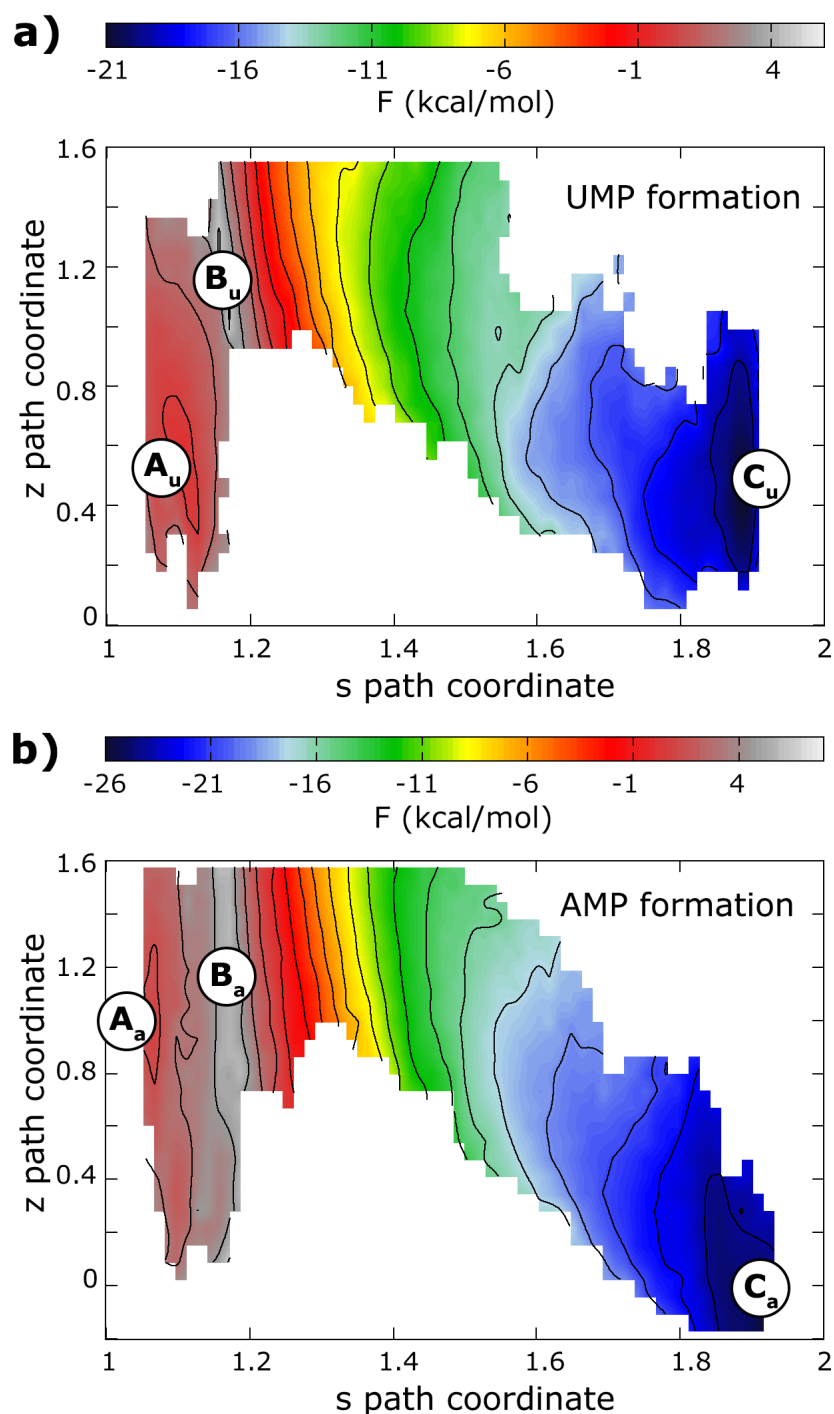 a)
-21 -16 -11 -6 -1 4
F (kcal/mol)
1.6
UMP formation
1.2
Bu
z path coordinate
0.8
Au
Cu
0.4
0
1 1.2 1.4 1.6 1.8 2
s path coordinate
b)
-26 -21 -16 -11 -6 -1 4
F (kcal/mol)
1.6
AMP formation
1.2
Ba
Aa
z path coordinate
0.8
0.4
0
Ca
1 1.2 1.4 1.6 1.8 2
s path coordinate